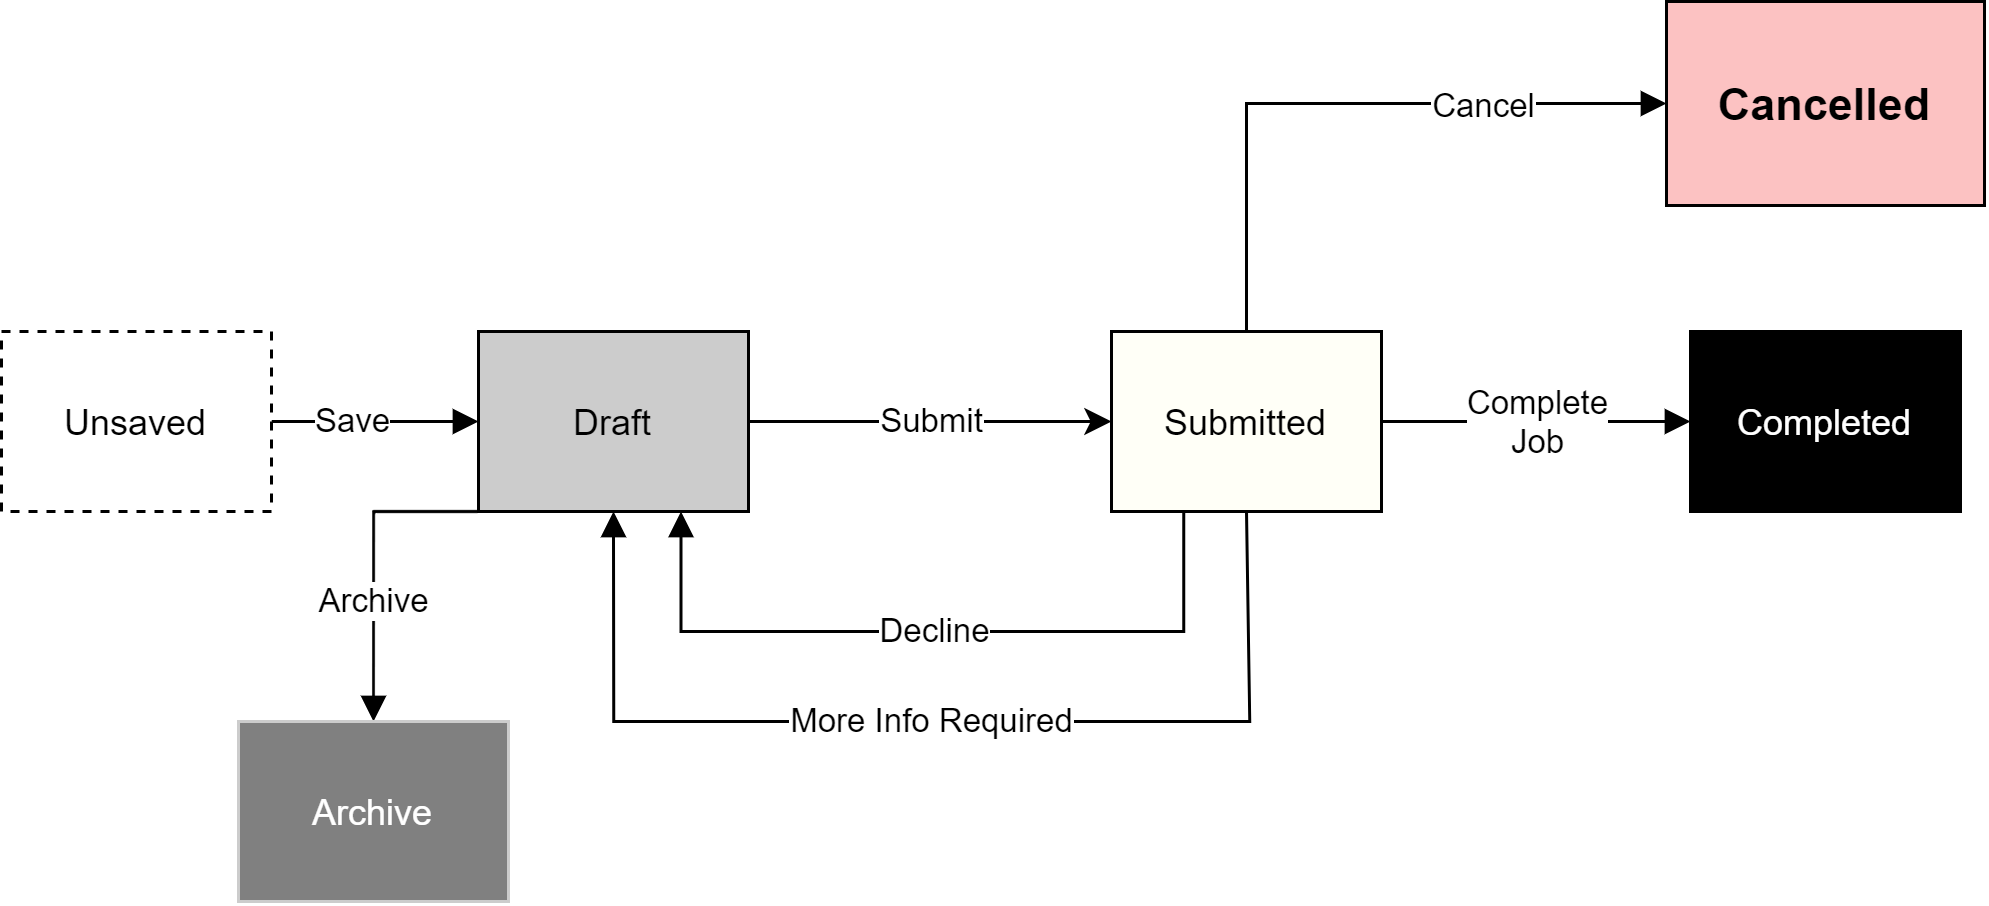 Cancel
Cancelled
Unsaved
Save
Draft
Submit
Submitted
Complete
Job
Completed
Archive
Decline
More Info Required
Archive